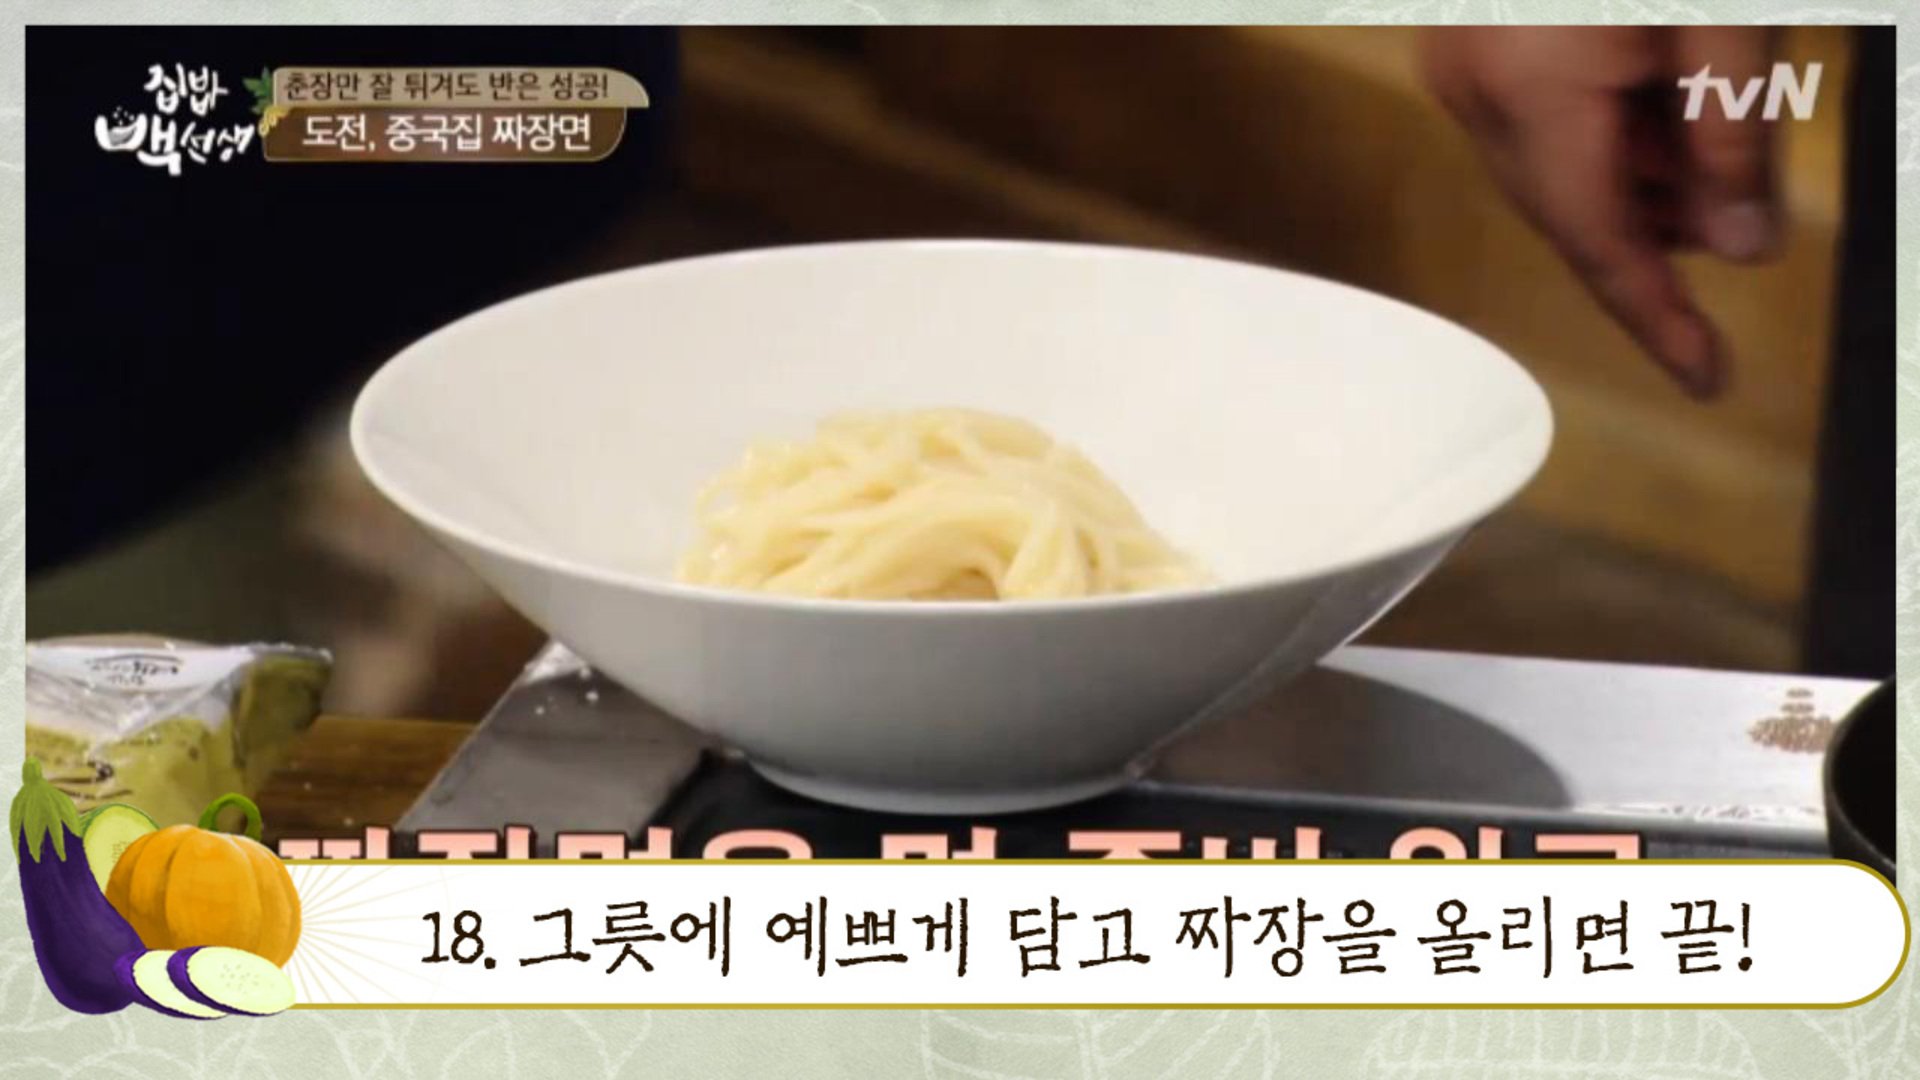 집밥
백선생
춘장만 잘 튀겨도 반은 성공!
도전, 중국집 짜장면
tvN
18. 그릇에 예쁘게 담고 짜장을 올리면 끝!